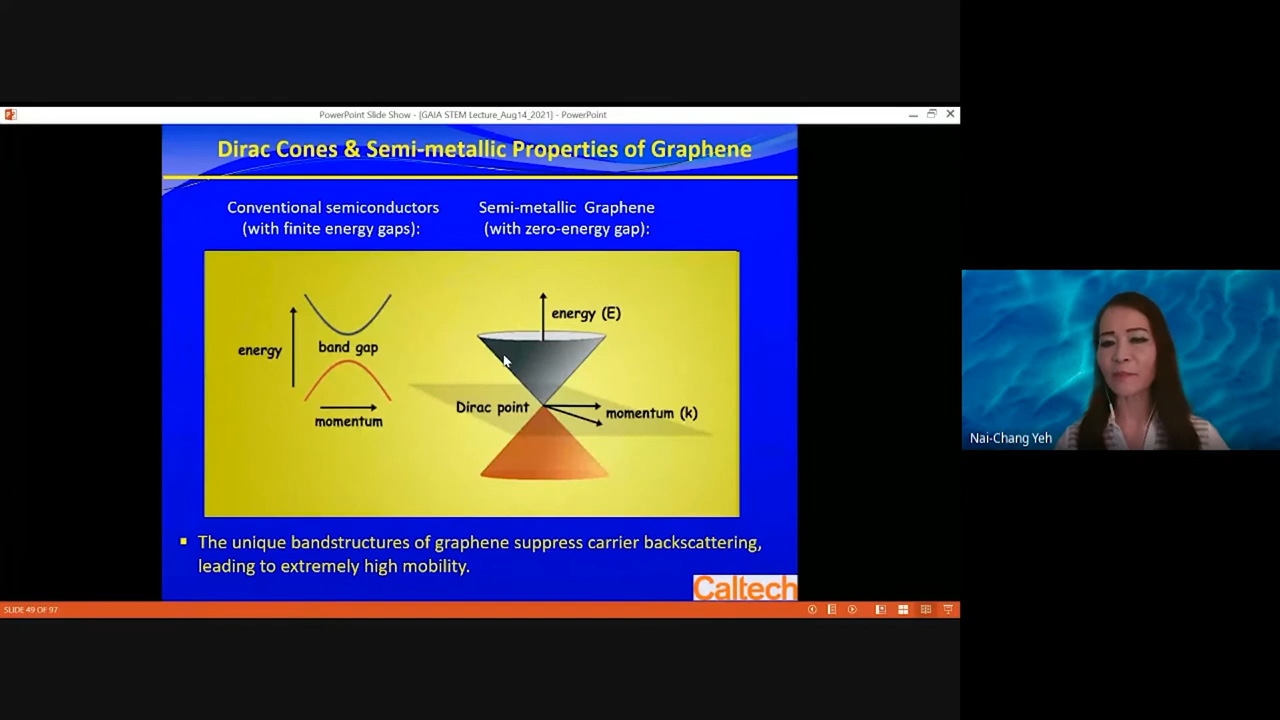 PowerPoint Slide Show - [GAIA STEM Lecture_Aug14_2021] - PowerPoint
Dirac Cones & Semi-metallic Properties of Graphene
Conventional semiconductors
(with finite energy gaps):
Semi-metallic Graphene
(with zero-energy gap):
energy
band gap
momentum
energy (E)
Dirac point
momentum (k)
▪ The unique bandstructures of graphene suppress carrier backscattering,
leading to extremely high mobility.
Caltech
SLIDE 49 OF 97
Nai-Chang Yeh